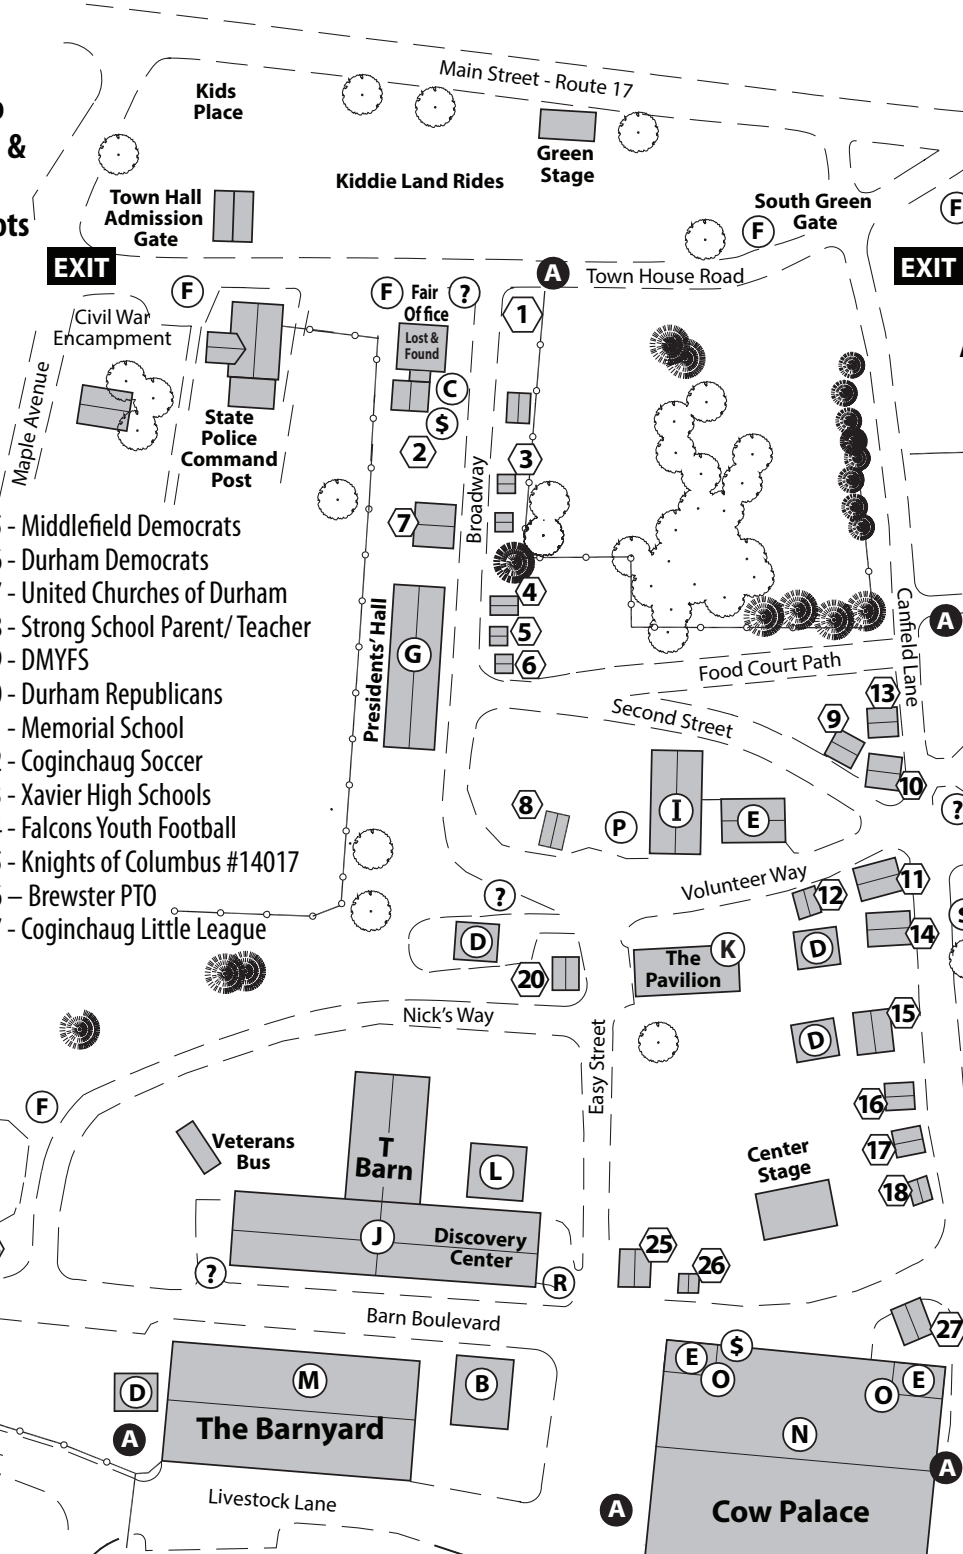 Main Street - Route 17
Kids
Place
&
Green
Stage
Kiddie Land Rides
Town Hall
Admission
Gate
South Green
Gate
F
F
EXIT
EXIT
A
Town House Road
F
F
Fair
Office
?
1
Civil War
Encampment
Lost &
Found
Maple Avenue
C
$
State
Police
Command
Post
2
3
Broadway
7
- Middlefield Democrats
- Durham Democrats
- United Churches of Durham
- Strong School Parent/ Teacher
- DMYFS
- Durham Republicans
- Memorial School
- Coginchaug Soccer
- Xavier High Schools
- Falcons Youth Football
- Knights of Columbus #14017
– Brewster PTO
- Coginchaug Little League
4
5
6
Presidents' Hall
G
Canfield Lane
A
Food Court Path
Second Street
13
9
10
8
P
I
E
?
Volunteer Way
12
11
?
D
20
The
Pavilion
K
D
14
Nick's Way
Easy Street
D
15
F
16
17
18
Veterans
Bus
T
Barn
L
Center
Stage
J
Discovery
Center
?
R
25
26
Barn Boulevard
27
D
M
B
E
$
O
O
E
The Barnyard
A
N
A
Livestock Lane
A
Cow Palace